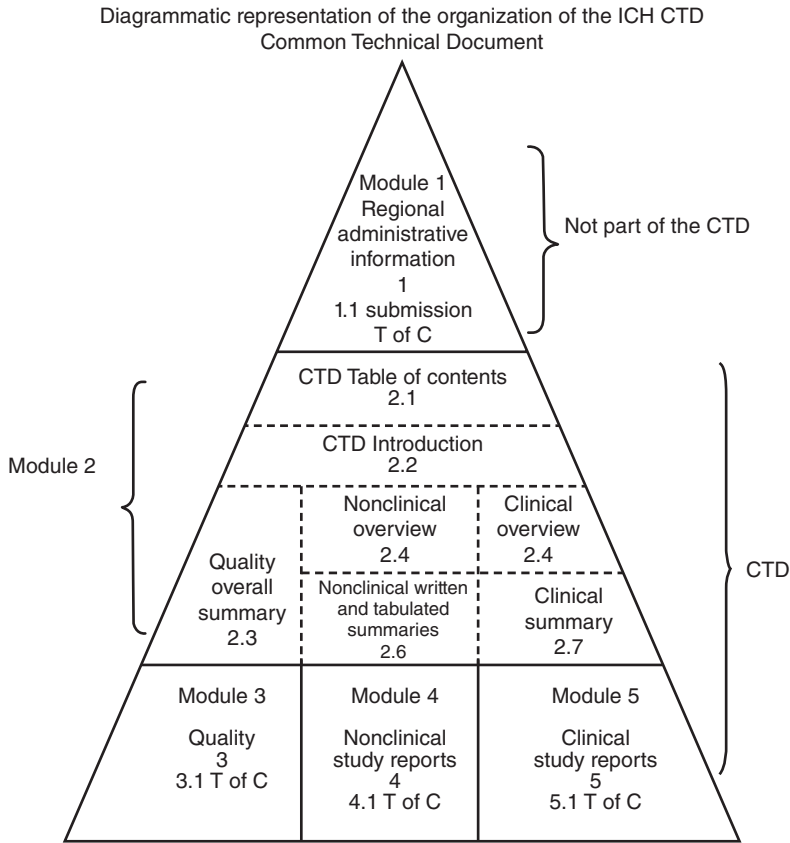 Diagrammatic representation of the organization of the ICH CTD
Common Technical Document
Module 1
Regional
administrative
information
1
1.1 submission
T of C
Not part of the CTD
CTD Table of contents
2.1
CTD Introduction
2.2
Module 2
Nonclinical
overview
2.4
Clinical
overview
2.4
Quality
overall
summary
2.3
Nonclinical written
and tabulated
summaries
2.6
Clinical
summary
2.7
CTD
Module 3
Quality
3
3.1 T of C
Module 4
Nonclinical
study reports
4
4.1 T of C
Module 5
Clinical
study reports
5
5.1 T of C